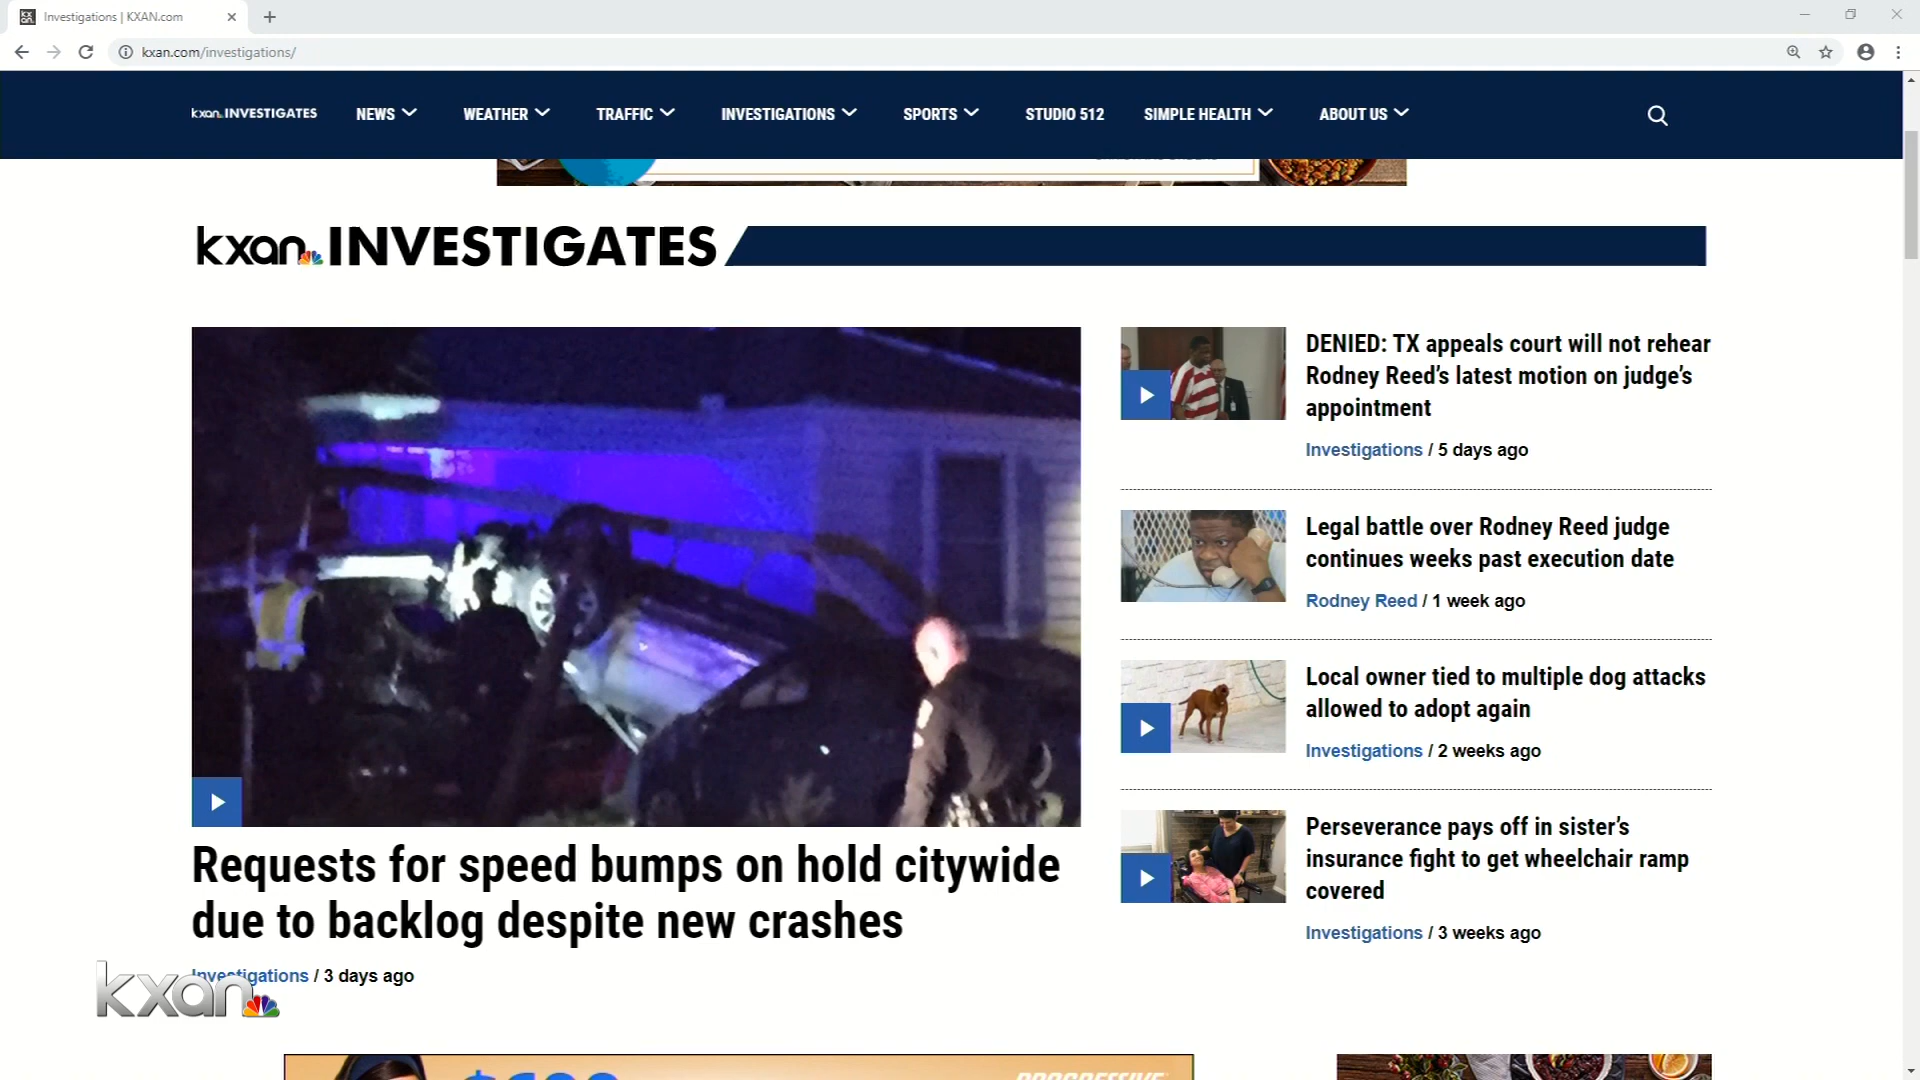 Investigations | KXAN.com
kxan.com/investigations/
kxan INVESTIGATES
NEWS
WEATHER
TRAFFIC
INVESTIGATIONS
SPORTS
STUDIO 512
SIMPLE HEALTH
ABOUT US
kxan INVESTIGATES
Requests for speed bumps on hold citywide
due to backlog despite new crashes
Investigations / 3 days ago
DENIED: TX appeals court will not rehear
Rodney Reed's latest motion on judge's
appointment
Investigations / 5 days ago
Legal battle over Rodney Reed judge
continues weeks past execution date
Rodney Reed / 1 week ago
Local owner tied to multiple dog attacks
allowed to adopt again
Investigations / 2 weeks ago
Perseverance pays off in sister's
insurance fight to get wheelchair ramp
covered
Investigations / 3 weeks ago
kxan
PROGRESSIVE